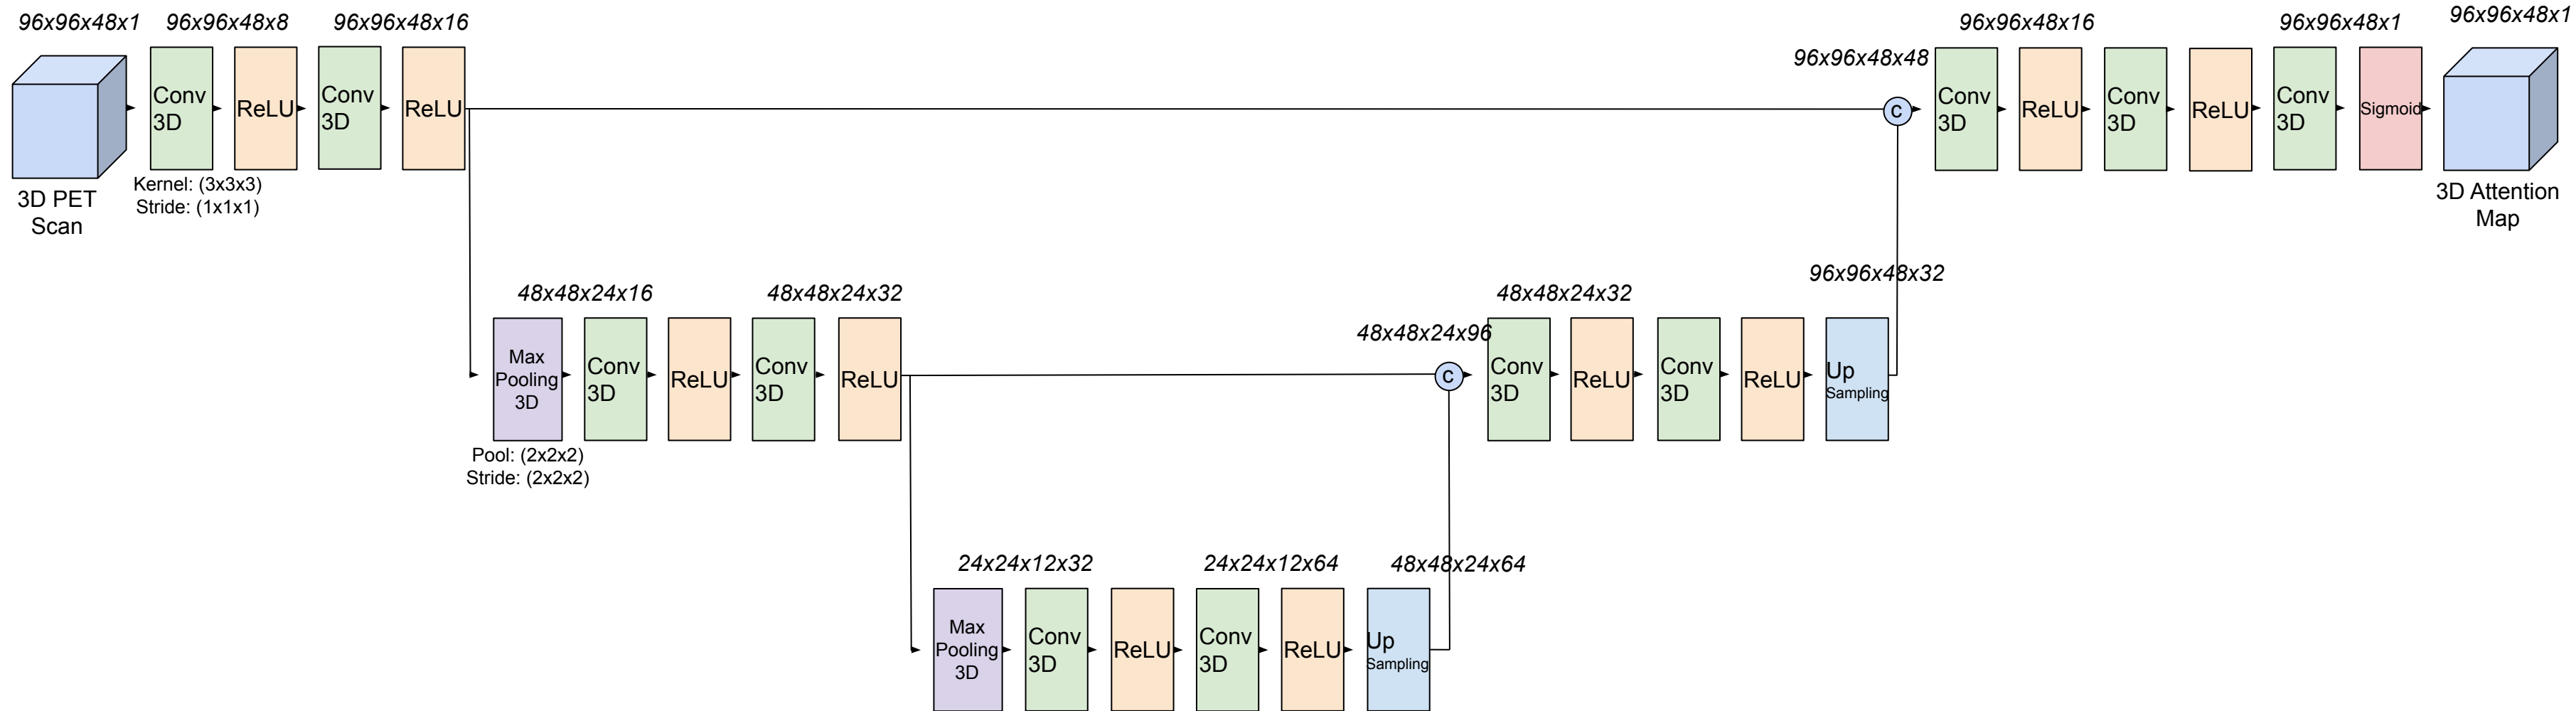 96x96x48x1
96x96x48x8
96x96x48x16
96x96x48x16
96x96x48x1
96x96x48x1
96x96x48x48
Conv
3D
ReLU
Conv
3D
ReLU
C
Conv
3D
ReLU
Conv
3D
ReLU
Conv
3D
Sigmoid
3D PET
Scan
Kernel: (3x3x3)
Stride: (1x1x1)
3D Attention
Map
48x48x24x16
48x48x24x32
48x48x24x96
48x48x24x32
96x96x48x32
Max
Pooling
3D
Conv
3D
ReLU
Conv
3D
ReLU
C
Conv
3D
ReLU
Conv
3D
ReLU
Up
Sampling
Pool: (2x2x2)
Stride: (2x2x2)
24x24x12x32
24x24x12x64
48x48x24x64
Max
Pooling
3D
Conv
3D
ReLU
Conv
3D
ReLU
Up
Sampling